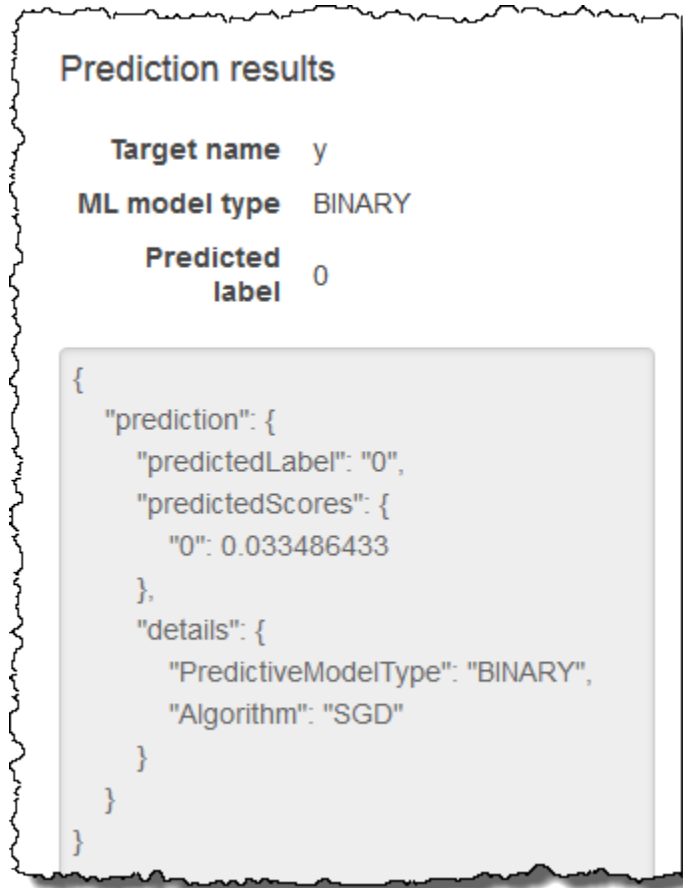 Prediction results
Target name y
ML model type BINARY
Predicted
label 0
{
"prediction": {
"predictedLabel": "0",
"predictedScores": {
"0": 0.033486433
},
"details": {
"PredictiveModelType": "BINARY",
"Algorithm": "SGD"
}
}
}